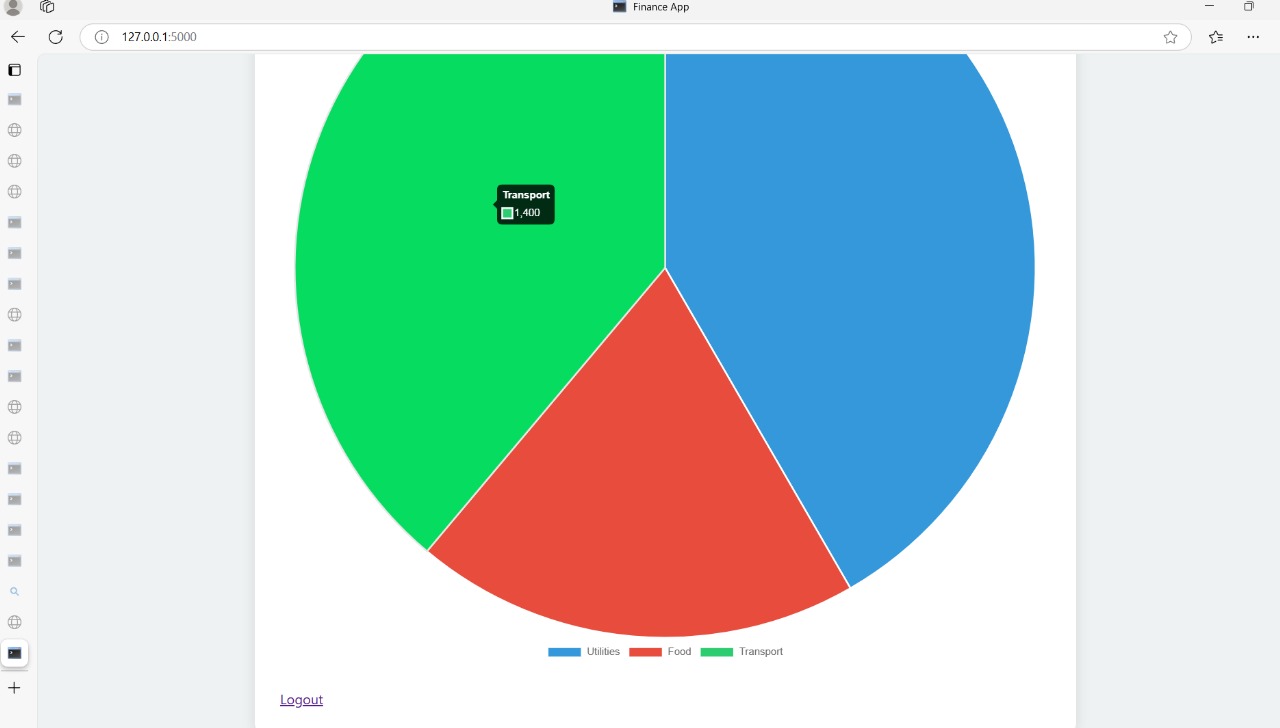 Finance App
127.0.0.1:5000
Transport
1,400
Utilities Food Transport
Logout